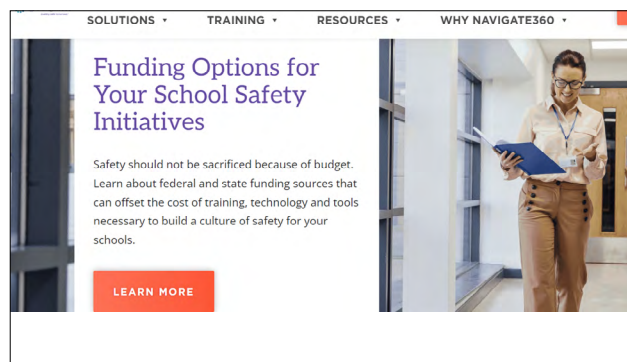 SOLUTIONS ▾ TRAINING ▾ RESOURCES ▾ WHY NAVIGATE360 ▾
Funding Options for
Your School Safety
Initiatives
Safety should not be sacrificed because of budget.
Learn about federal and state funding sources that
can offset the cost of training, technology and tools
necessary to build a culture of safety for your
schools.
LEARN MORE